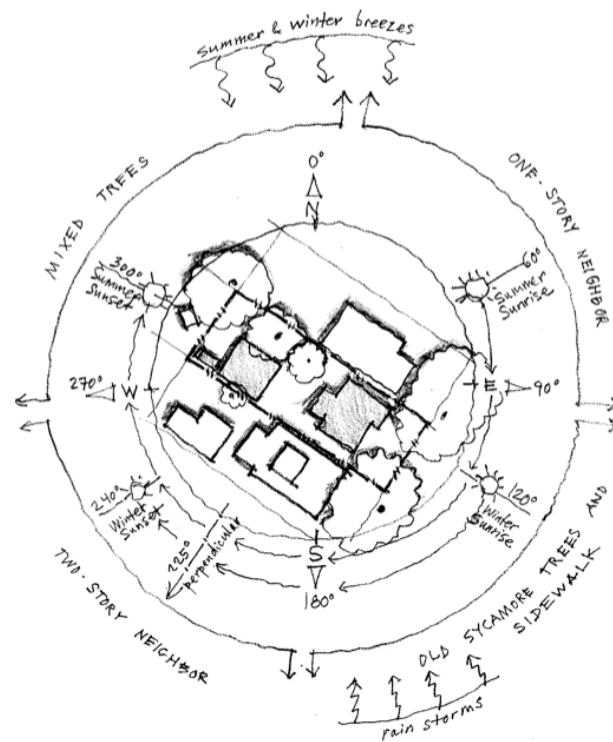 Summer & winter breezes
MIXED TREES
ONE-STORY NEIGHBOR
0°
N
300°
Summer
Sunset
60°
Summer
Sunrise
270°
W
E
90°
240°
Winter
Sunset
120°
Winter
Sunrise
225°
perpendicular
S
180°
TWO-STORY NEIGHBOR
OLD SYCAMORE TREES AND
SIDEWALK
rain storms